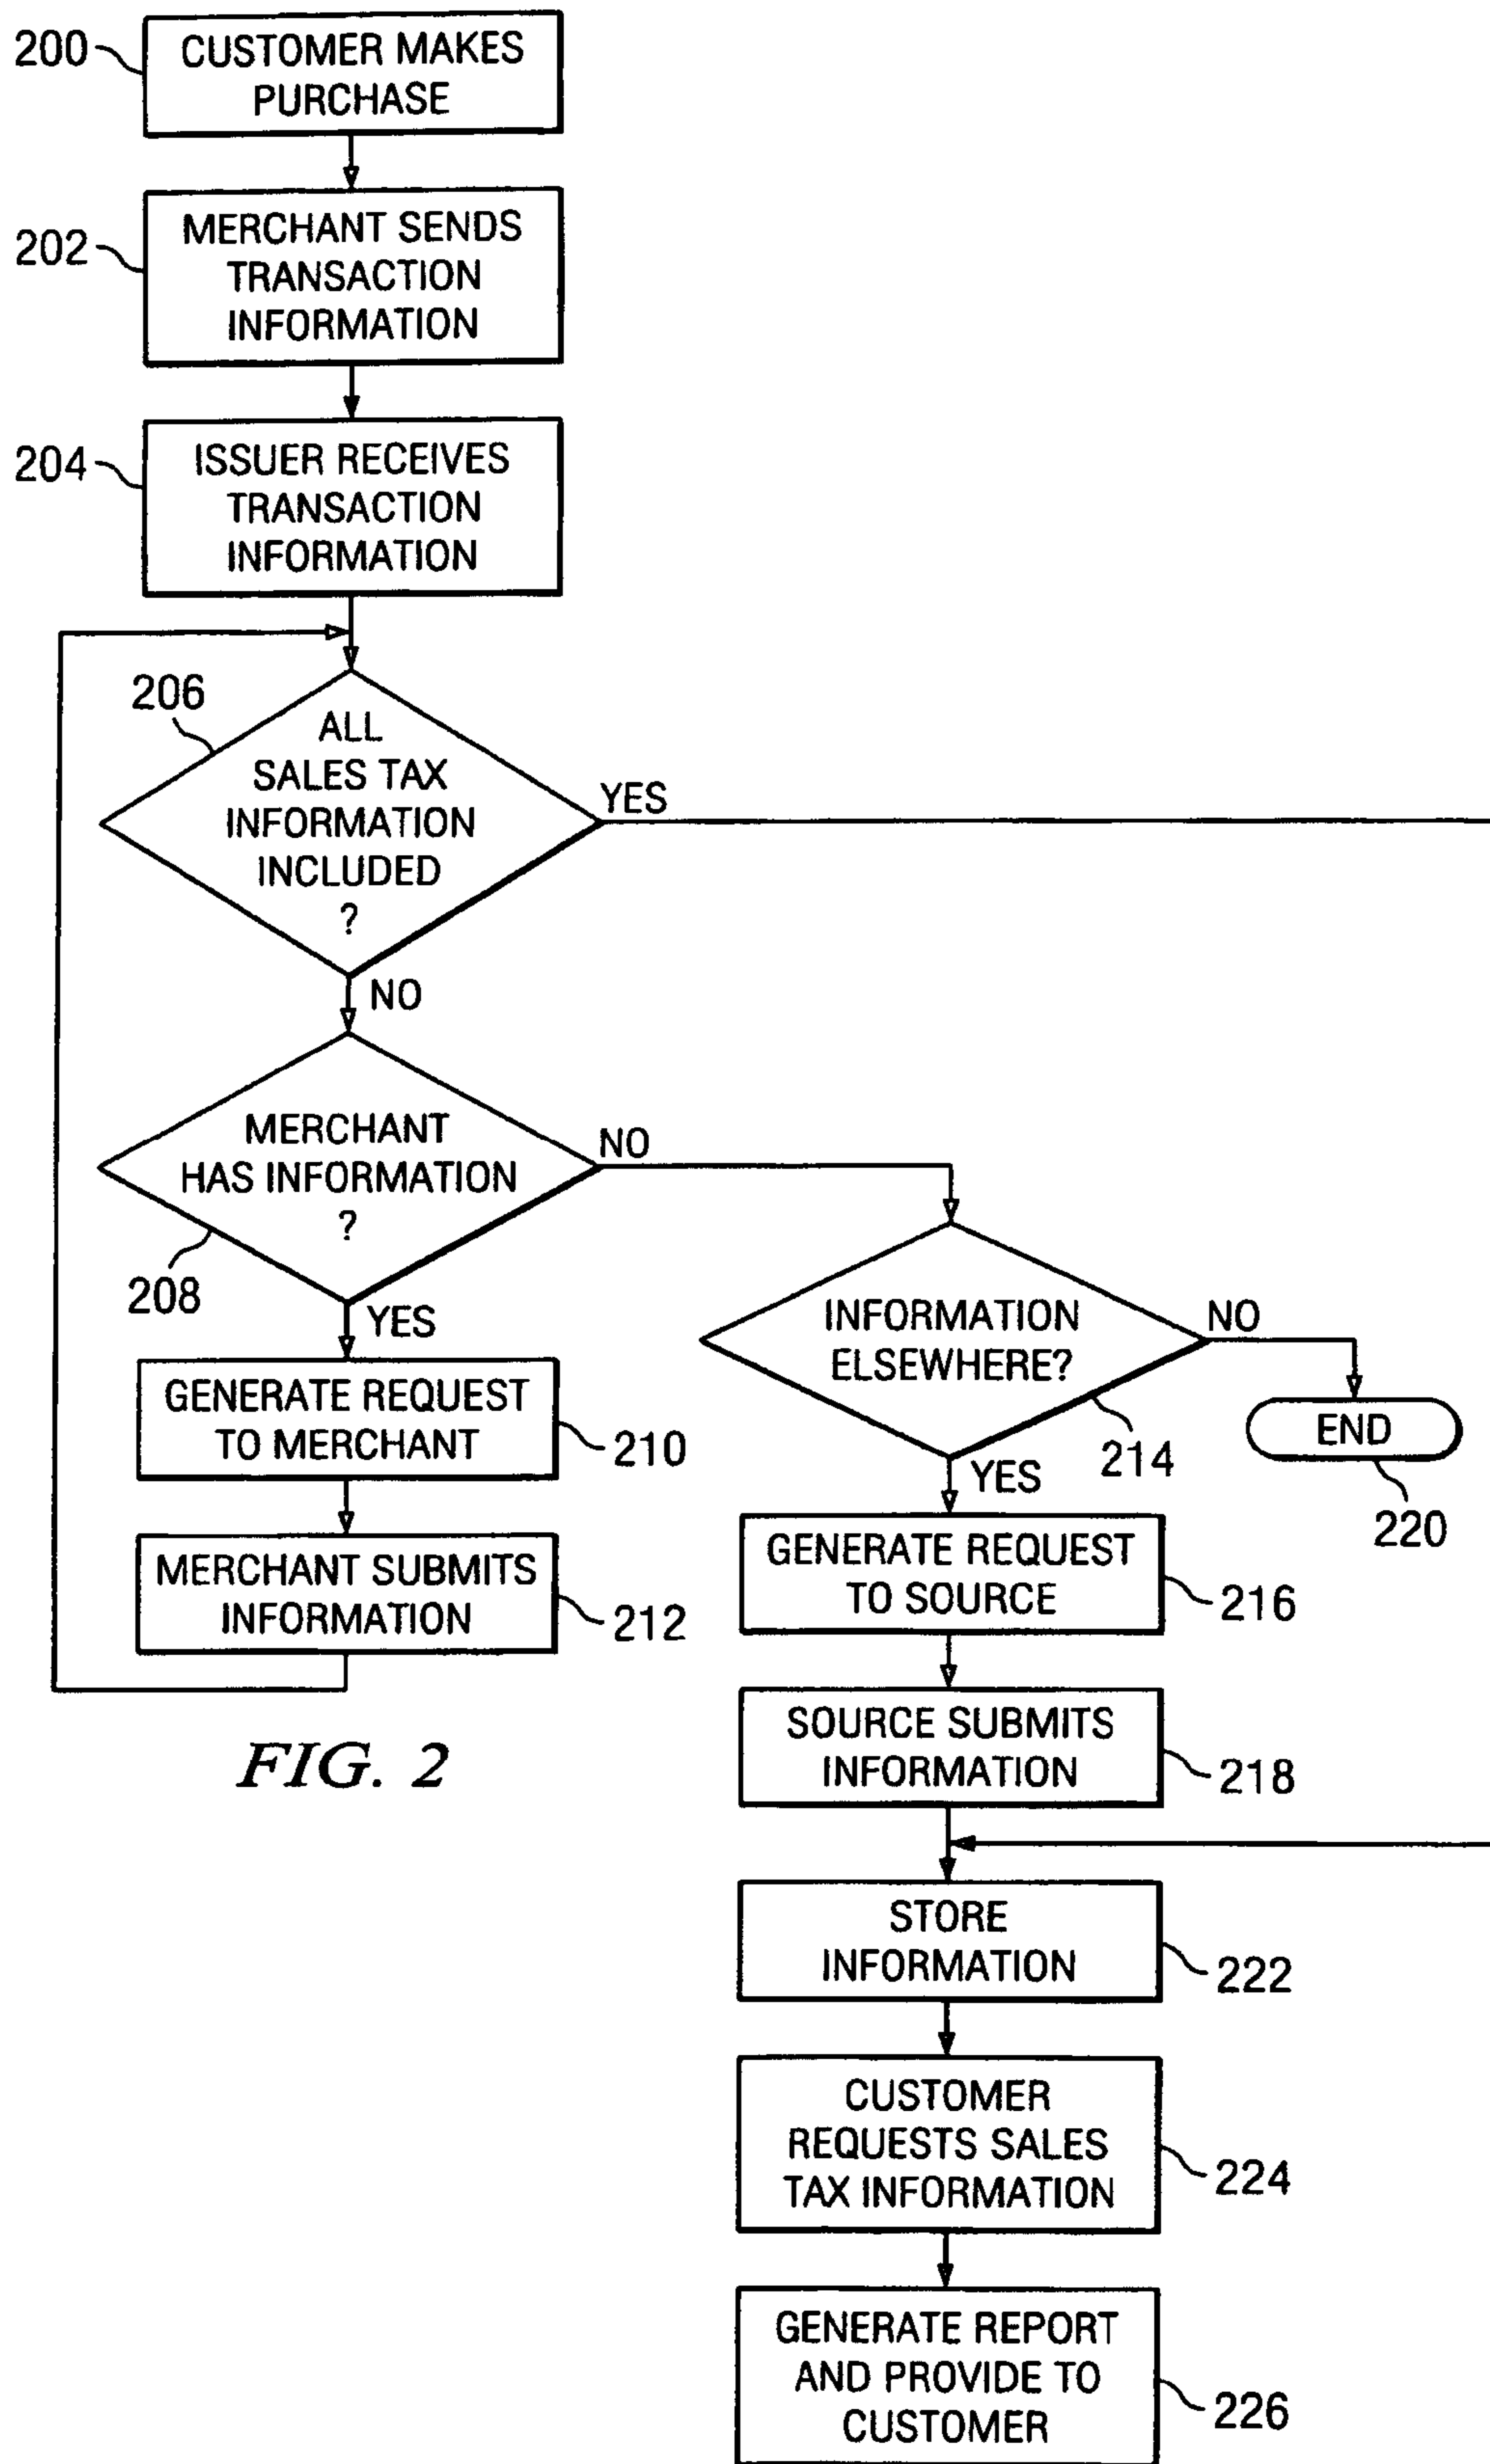 200
CUSTOMER MAKES
PURCHASE
202
MERCHANT SENDS
TRANSACTION
INFORMATION
204
ISSUER RECEIVES
TRANSACTION
INFORMATION
206
ALL
SALES TAX
INFORMATION
INCLUDED
?
YES
NO
MERCHANT
HAS INFORMATION
?
NO
208
YES
GENERATE REQUEST
TO MERCHANT
210
MERCHANT SUBMITS
INFORMATION
212
INFORMATION
ELSEWHERE?
NO
214
END
220
YES
GENERATE REQUEST
TO SOURCE
216
SOURCE SUBMITS
INFORMATION
218
FIG. 2
STORE
INFORMATION
222
CUSTOMER
REQUESTS SALES
TAX INFORMATION
224
GENERATE REPORT
AND PROVIDE TO
CUSTOMER
226